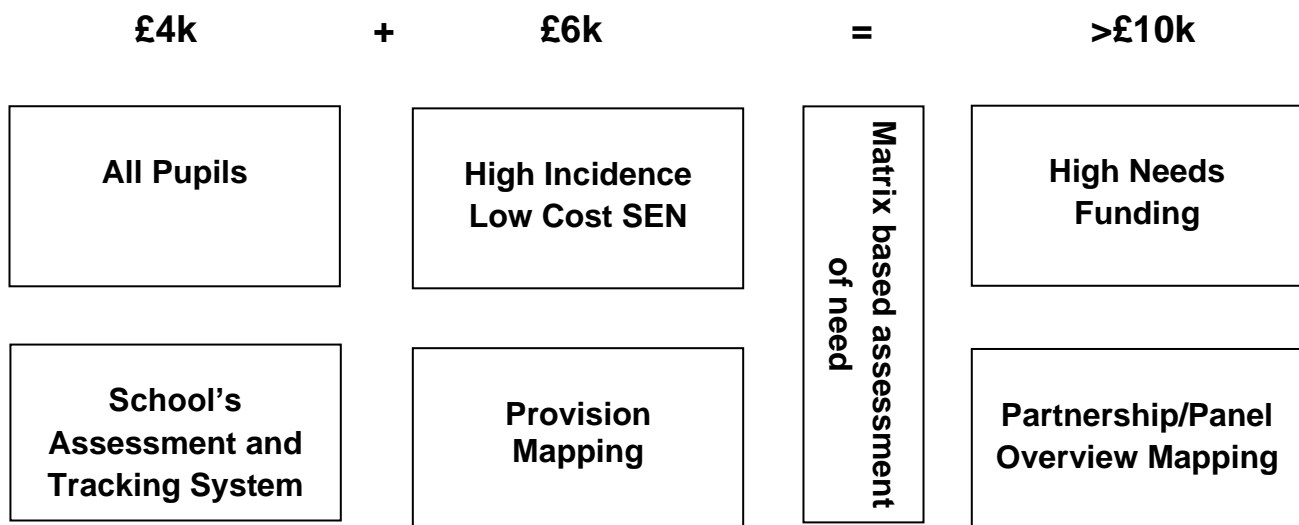 £4k + £6k = >£10k
All Pupils
High Incidence
Low Cost SEN
Matrix based assessment
of need
High Needs
Funding
School’s
Assessment and
Tracking System
Provision
Mapping
Partnership/Panel
Overview Mapping